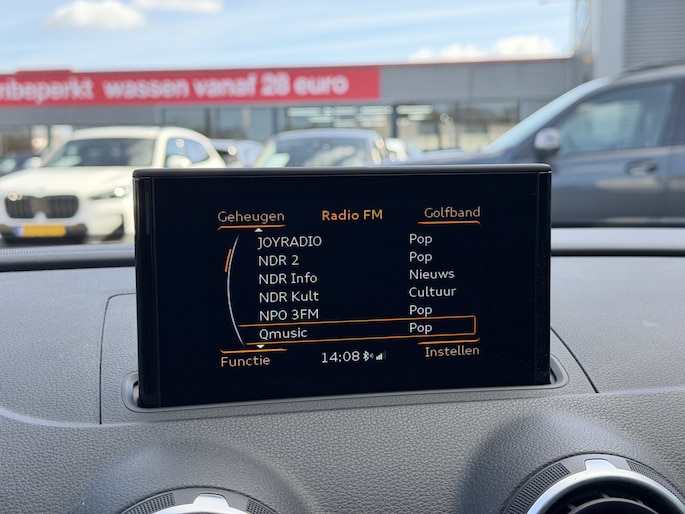 nbeperkt wassen vanaf 28 euro
Geheugen Radio FM Golfband
JOYRADIO Pop
NDR 2 Pop
NDR Info Nieuws
NDR Kult Cultuur
NPO 3FM Pop
Qmusic Pop
Functie 14:08 Instellen